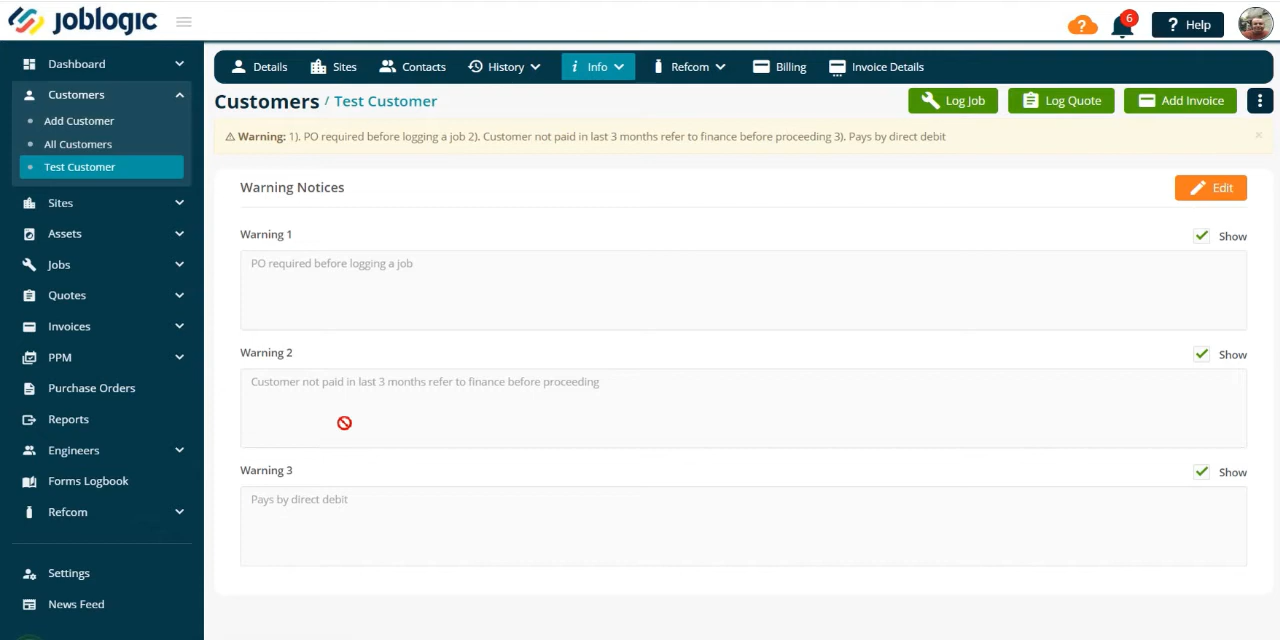 joblogic
6
? Help
Dashboard
Customers
Add Customer
All Customers
Test Customer
Sites
Assets
Jobs
Quotes
Invoices
PPM
Purchase Orders
Reports
Engineers
Forms Logbook
Refcom
Settings
News Feed
Details Sites Contacts History Info Refcom Billing Invoice Details
Customers / Test Customer
Log Job Log Quote Add Invoice
Warning: 1). PO required before logging a job 2). Customer not paid in last 3 months refer to finance before proceeding 3). Pays by direct debit ×
Warning Notices
Edit
Warning 1
Show
PO required before logging a job
Warning 2
Show
Customer not paid in last 3 months refer to finance before proceeding
Warning 3
Show
Pays by direct debit